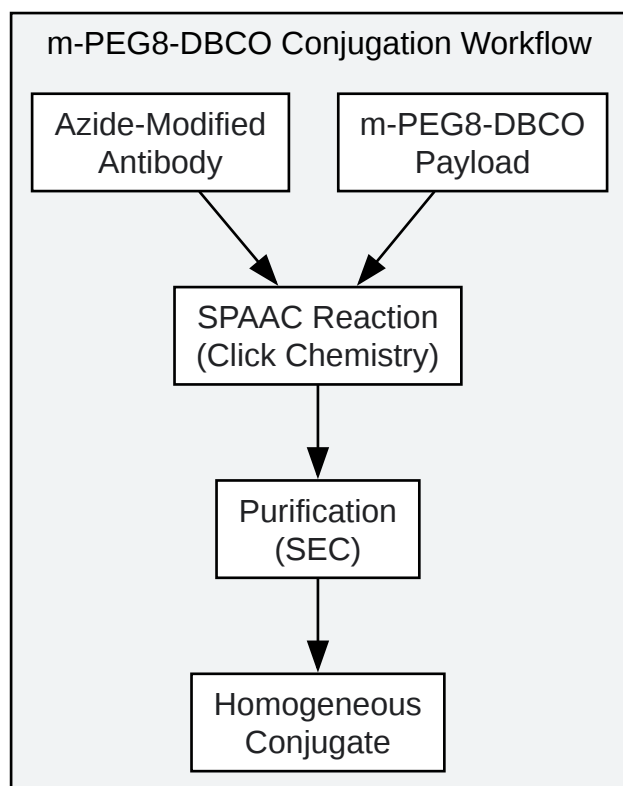 m-PEG8-DBCO Conjugation Workflow
Azide-Modified
Antibody
m-PEG8-DBCO
Payload
SPAAC Reaction
(Click Chemistry)
Purification
(SEC)
Homogeneous
Conjugate